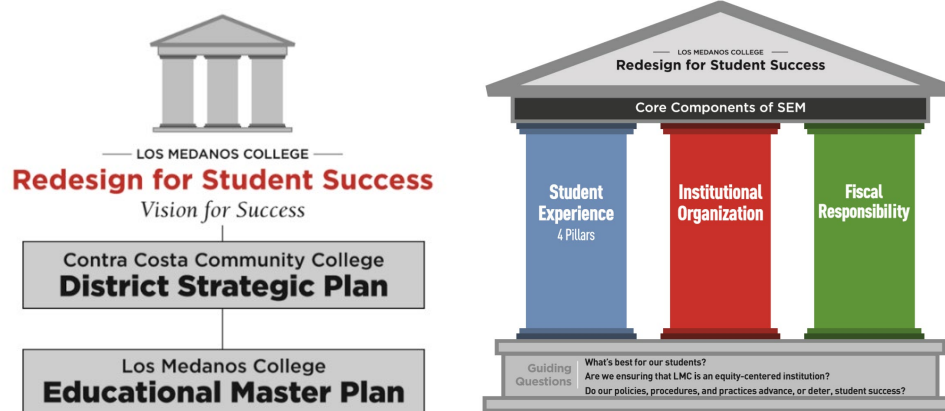 LOS MEDANOS COLLEGE
Redesign for Student Success
Vision for Success
Contra Costa Community College
District Strategic Plan
Los Medanos College
Educational Master Plan
LOS MEDANOS COLLEGE
Redesign for Student Success
Core Components of SEM
Student
Experience
4 Pillars
Institutional
Organization
Fiscal
Responsibility
Guiding
Questions
What's best for our students?
Are we ensuring that LMC is an equity-centered institution?
Do our policies, procedures, and practices advance, or deter, student success?